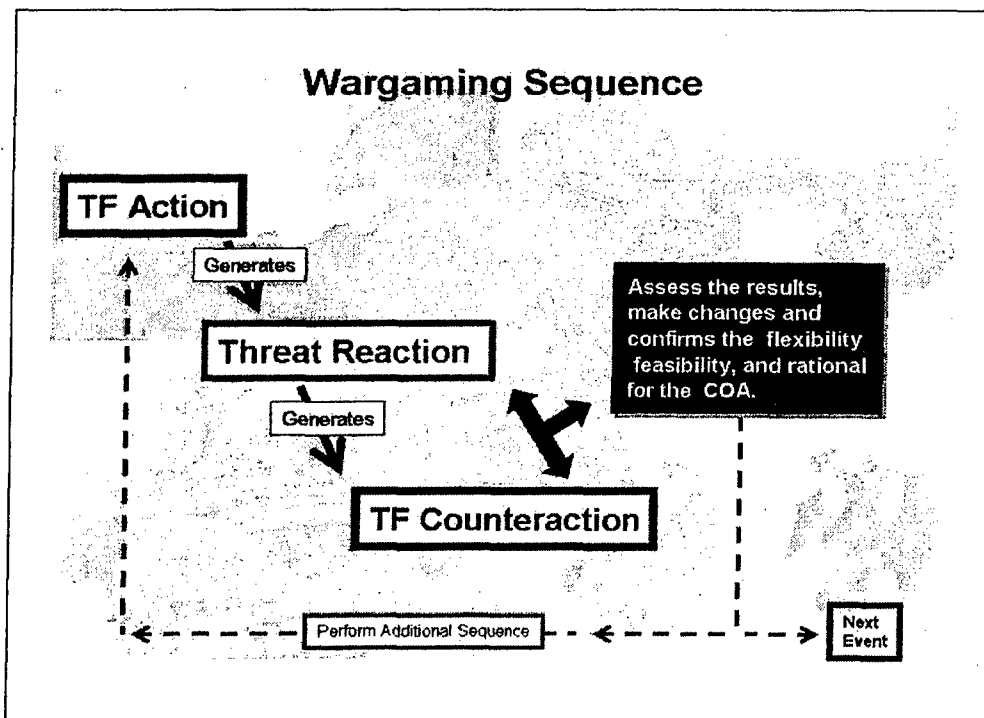 Wargaming Sequence
TF Action
Generates
Threat Reaction
Generates
TF Counteraction
Assess the results,
make changes and
confirms the flexibility
feasibility, and rational
for the COA.
Perform Additional Sequence
Next
Event